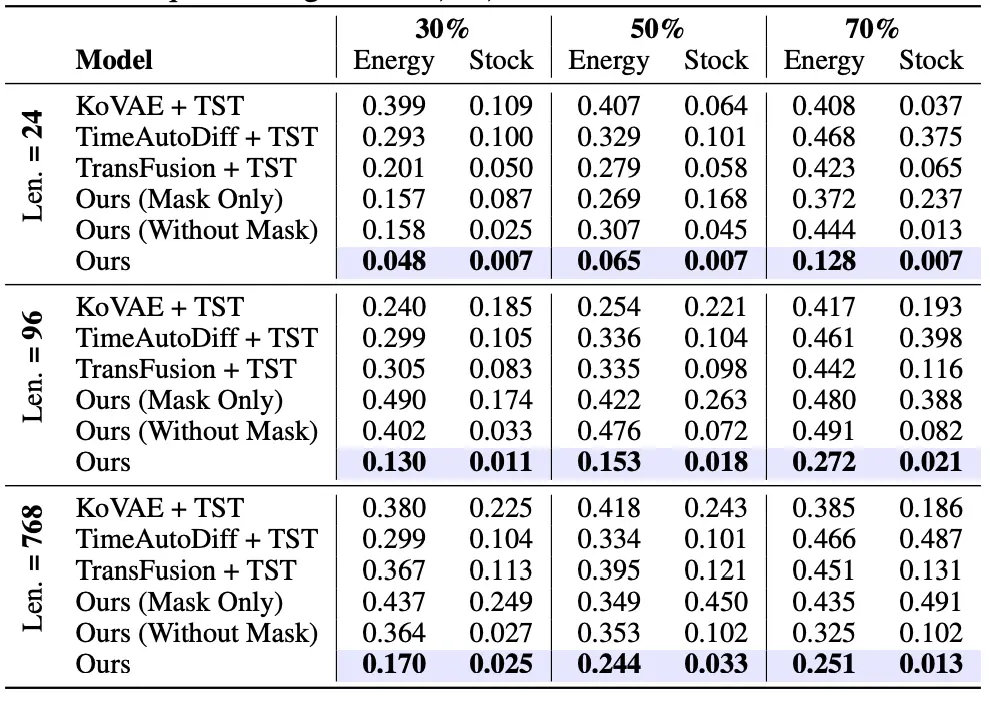 30% 50% 70%
Model Energy Stock Energy Stock Energy Stock
Len. = 24
KoVAE + TST 0.399 0.109 0.407 0.064 0.408 0.037
TimeAutoDiff + TST 0.293 0.100 0.329 0.101 0.468 0.375
TransFusion + TST 0.201 0.050 0.279 0.058 0.423 0.065
Ours (Mask Only) 0.157 0.087 0.269 0.168 0.372 0.237
Ours (Without Mask) 0.158 0.025 0.307 0.045 0.444 0.013
Ours 0.048 0.007 0.065 0.007 0.128 0.007
Len. = 96
KoVAE + TST 0.240 0.185 0.254 0.221 0.417 0.193
TimeAutoDiff + TST 0.299 0.105 0.336 0.104 0.461 0.398
TransFusion + TST 0.305 0.083 0.335 0.098 0.442 0.116
Ours (Mask Only) 0.490 0.174 0.422 0.263 0.480 0.388
Ours (Without Mask) 0.402 0.033 0.476 0.072 0.491 0.082
Ours 0.130 0.011 0.153 0.018 0.272 0.021
Len. = 768
KoVAE + TST 0.380 0.225 0.418 0.243 0.385 0.186
TimeAutoDiff + TST 0.299 0.104 0.334 0.101 0.466 0.487
TransFusion + TST 0.367 0.113 0.395 0.121 0.451 0.131
Ours (Mask Only) 0.437 0.249 0.349 0.450 0.435 0.491
Ours (Without Mask) 0.364 0.027 0.353 0.102 0.325 0.102
Ours 0.170 0.025 0.244 0.033 0.251 0.013